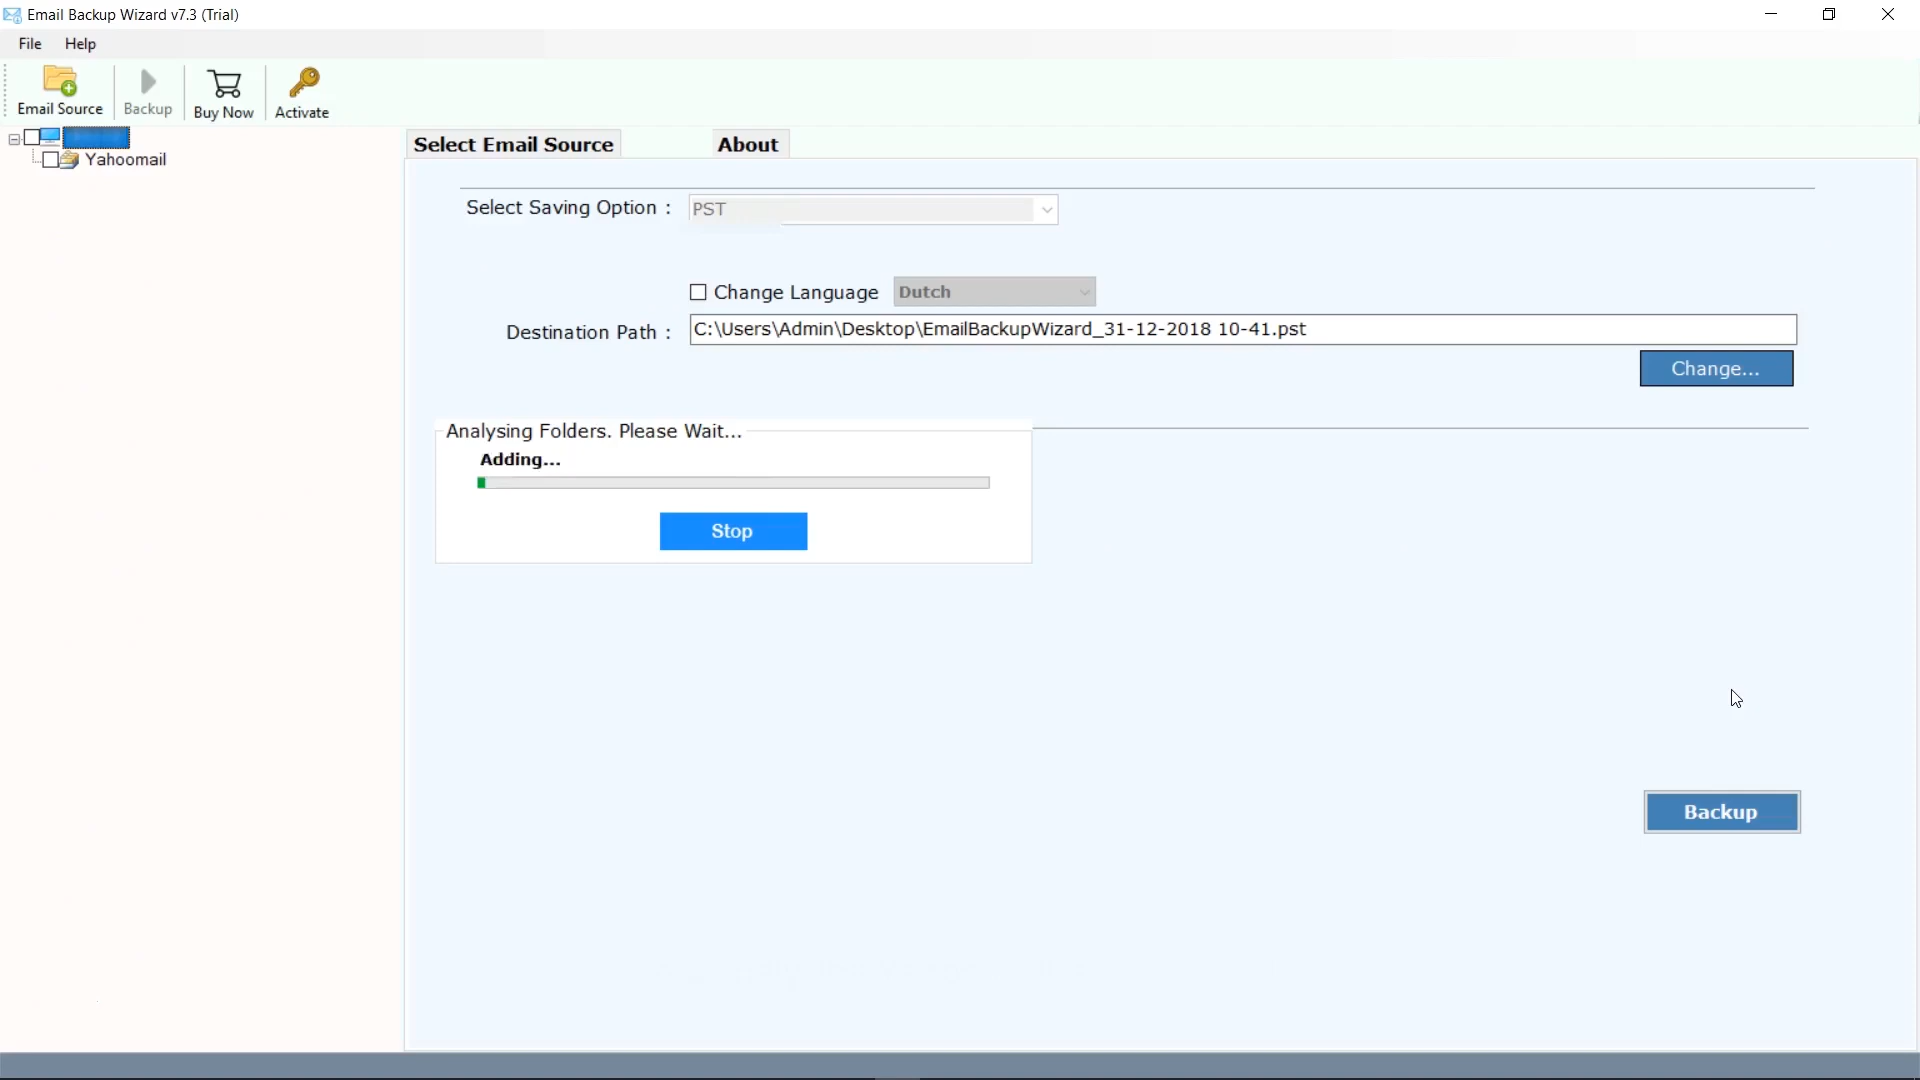 Email Backup Wizard v7.3 (Trial)
File Help
Email Source Backup Buy Now Activate
Yahoomail
Select Email Source About
Select Saving Option : PST
Change Language Dutch
Destination Path : C:\Users\Admin\Desktop\EmailBackupWizard_31-12-2018 10-41.pst
Change...
Analysing Folders. Please Wait...
Adding...
Stop
Backup